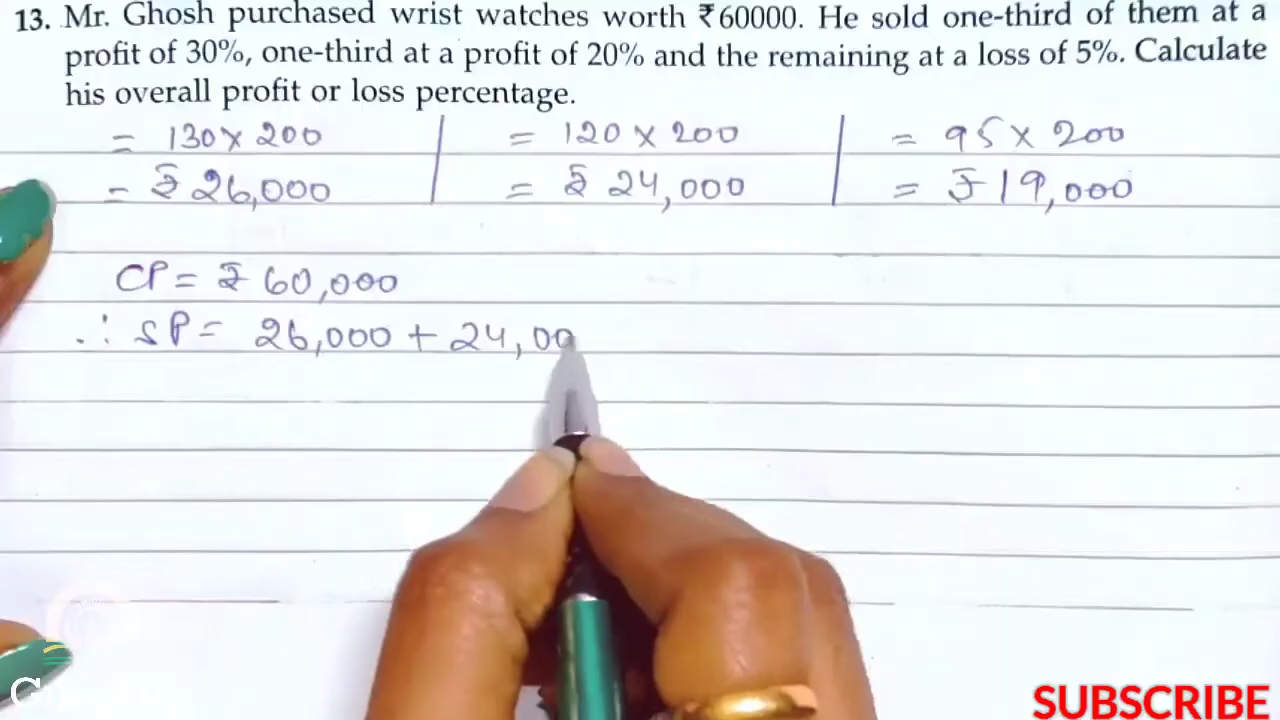 13. Mr. Ghosh purchased wrist watches worth ₹60000. He sold one-third of them at a
profit of 30%, one-third at a profit of 20% and the remaining at a loss of 5%. Calculate
his overall profit or loss percentage.
= 130 × 200 | = 120 × 200 | = 95 × 200
= ₹ 26,000 | = ₹ 24,000 | = ₹ 19,000
CP = ₹ 60,000
∴ SP = 26,000 + 24,00
G
SUBSCRIBE